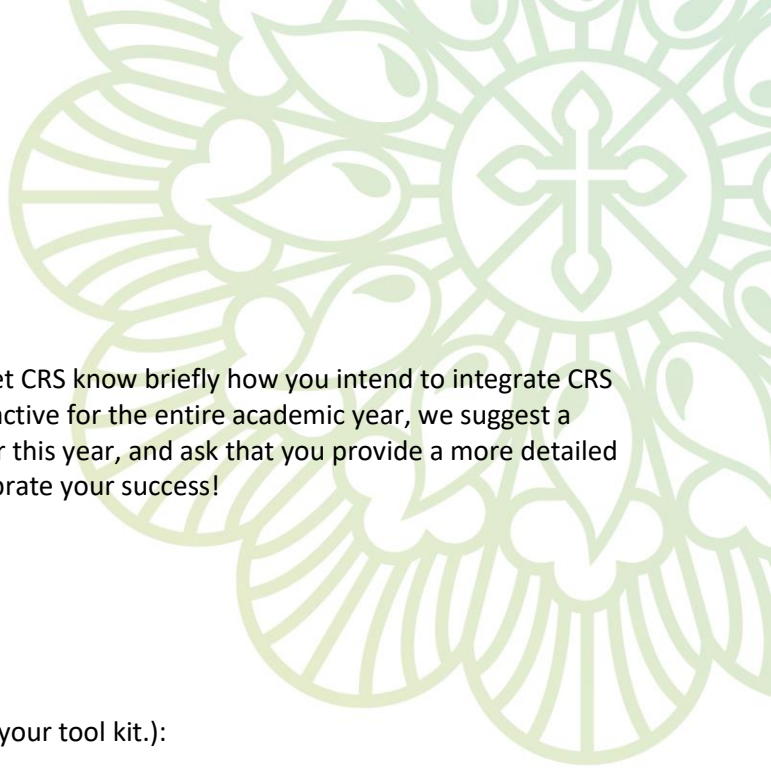 et CRS know briefly how you intend to integrate CRS
active for the entire academic year, we suggest a
r this year, and ask that you provide a more detailed
brate your success!
your tool kit.):